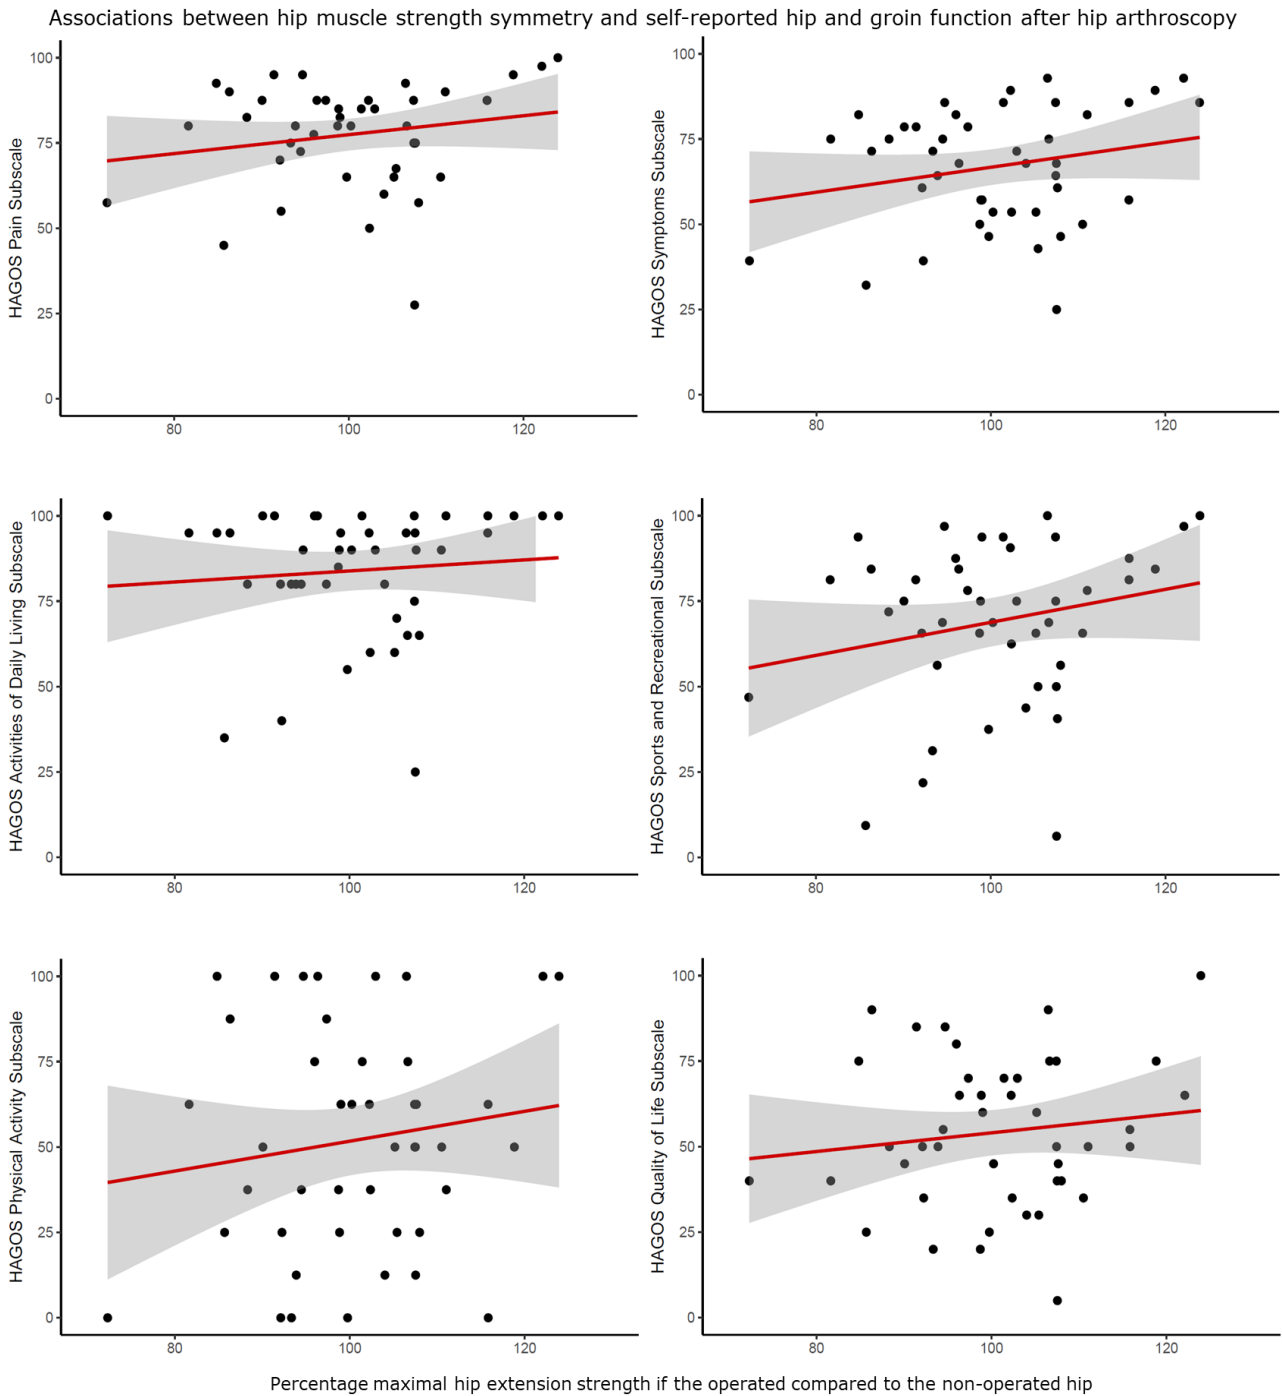 Associations between hip muscle strength symmetry and self-reported hip and groin function after hip arthroscopy
HAGOS Pain Subscale
100
75
50
25
0
80 100 120
HAGOS Symptoms Subscale
100
75
50
25
0
80 100 120
HAGOS Activities of Daily Living Subscale
100
75
50
25
0
80 100 120
HAGOS Sports and Recreational Subscale
100
75
50
25
0
80 100 120
HAGOS Physical Activity Subscale
100
75
50
25
0
80 100 120
HAGOS Quality of Life Subscale
100
75
50
25
0
80 100 120
Percentage maximal hip extension strength if the operated compared to the non-operated hip